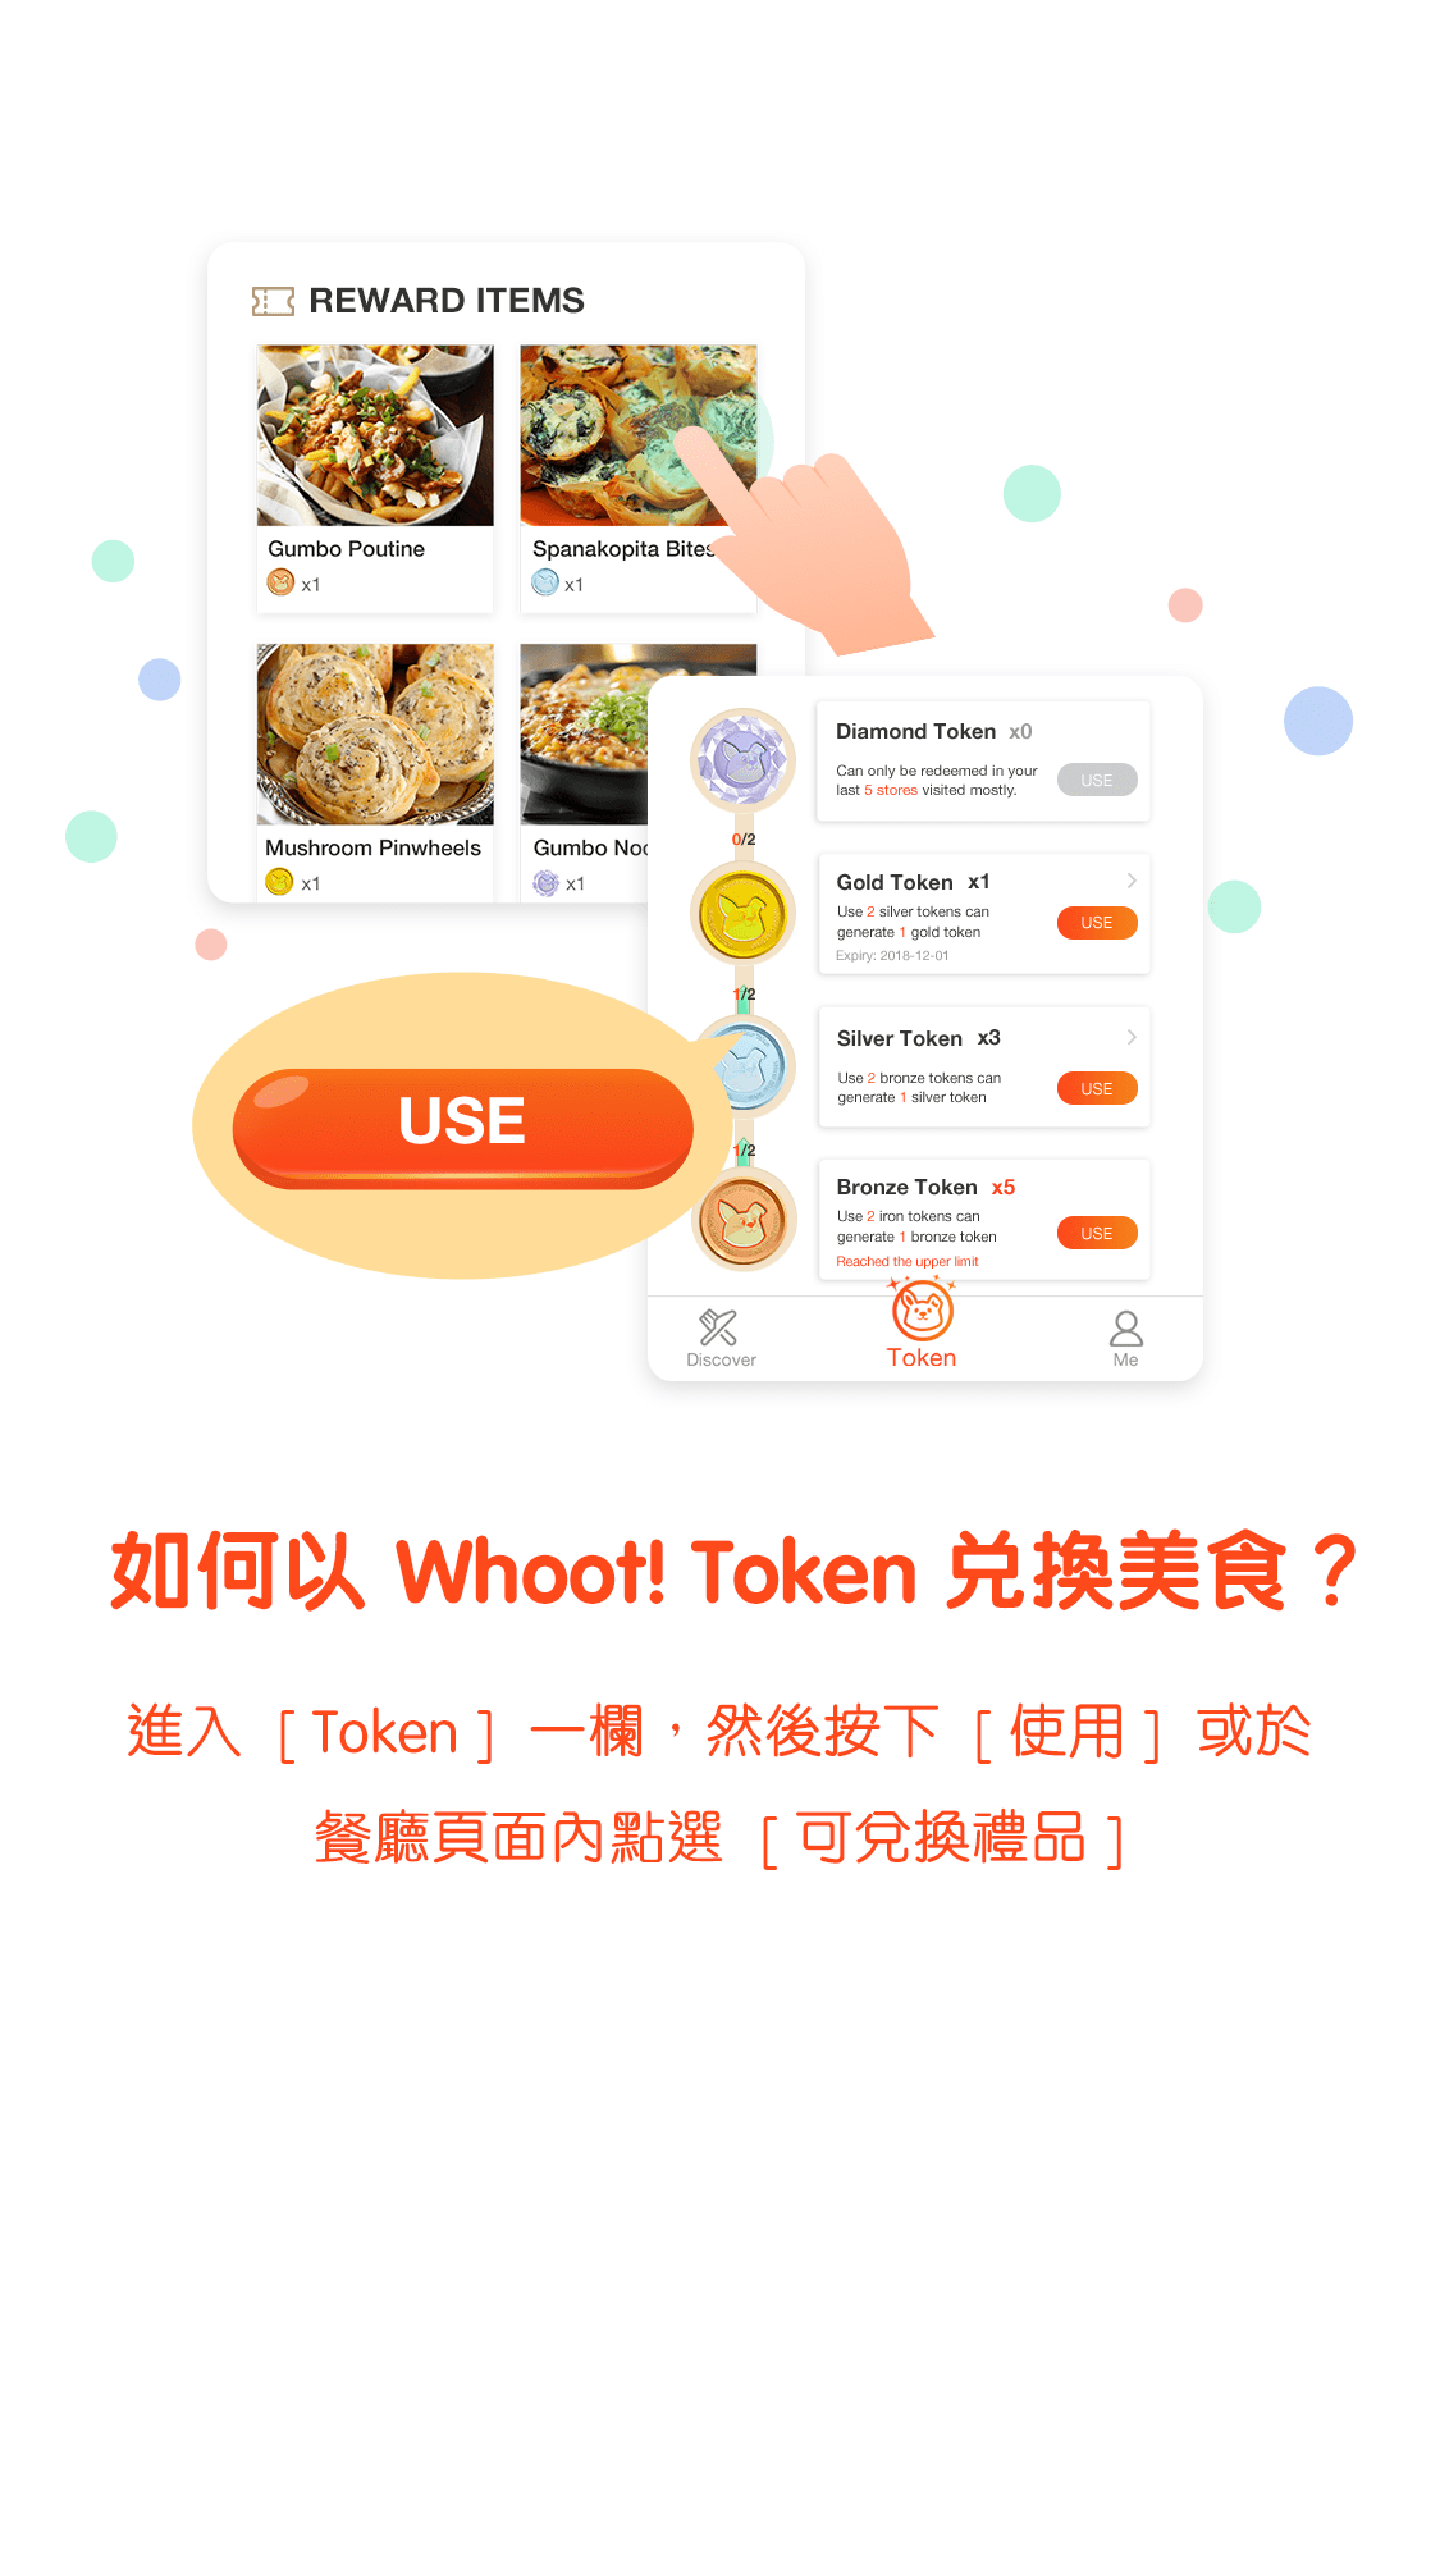 REWARD ITEMS
Gumbo Poutine
x1
Spanakopita Bites
x1
Mushroom Pinwheels
x1
Gumbo
x1
Diamond Token x0
Can only be redeemed in your
last 5 stores visited mostly.
USE
0/2
Gold Token x1
Use 2 silver tokens can
generate 1 gold token
Expiry: 2018-12-01
USE
1/2
Silver Token x3
Use 2 bronze tokens can
generate 1 silver token
USE
1/2
Bronze Token x5
Use 2 iron tokens can
generate 1 bronze token
Reached the upper limit
USE
USE
Discover
Token
Me
如何以 Whoot! Token 兌換美食？
進入 [ Token ] 一欄，然後按下 [ 使用 ] 或於
餐廳頁面內點選 [ 可兌換禮品 ]